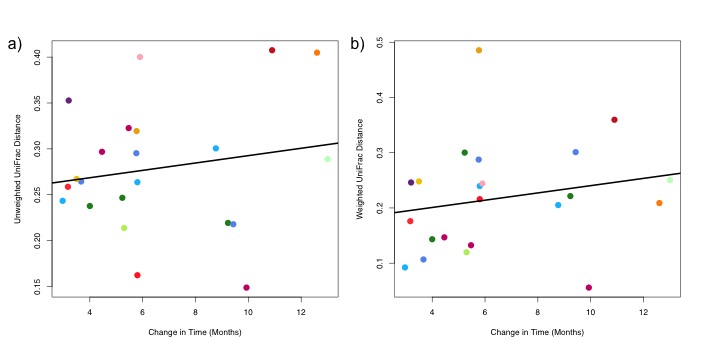 a)
Unweighted UniFrac Distance
0.40
0.35
0.30
0.25
0.20
0.15
4 6 8 10 12
Change in Time (Months)
b)
Weighted UniFrac Distance
0.5
0.4
0.3
0.2
0.1
4 6 8 10 12
Change in Time (Months)